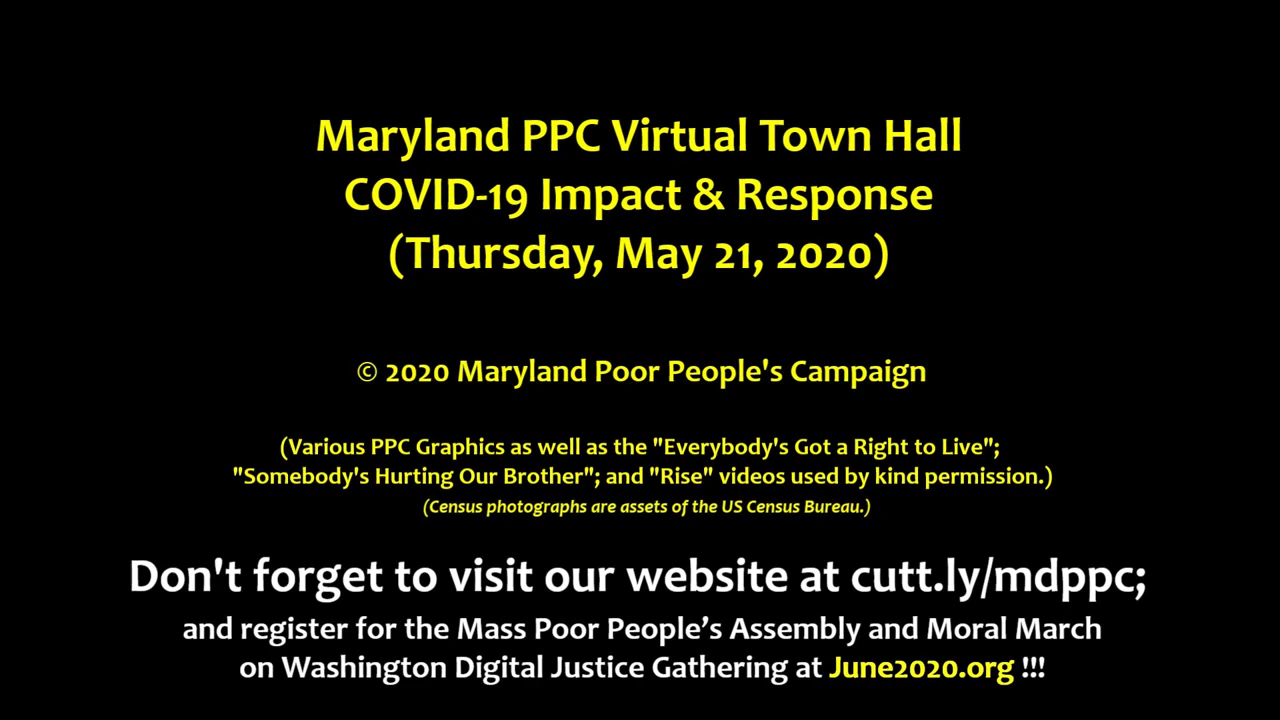 Maryland PPC Virtual Town Hall
COVID-19 Impact & Response
(Thursday, May 21, 2020)
© 2020 Maryland Poor People's Campaign
(Various PPC Graphics as well as the "Everybody's Got a Right to Live";
"Somebody's Hurting Our Brother"; and "Rise" videos used by kind permission.)
(Census photographs are assets of the US Census Bureau.)
Don't forget to visit our website at cutt.ly/mdppc;
and register for the Mass Poor People’s Assembly and Moral March
on Washington Digital Justice Gathering at June2020.org !!!